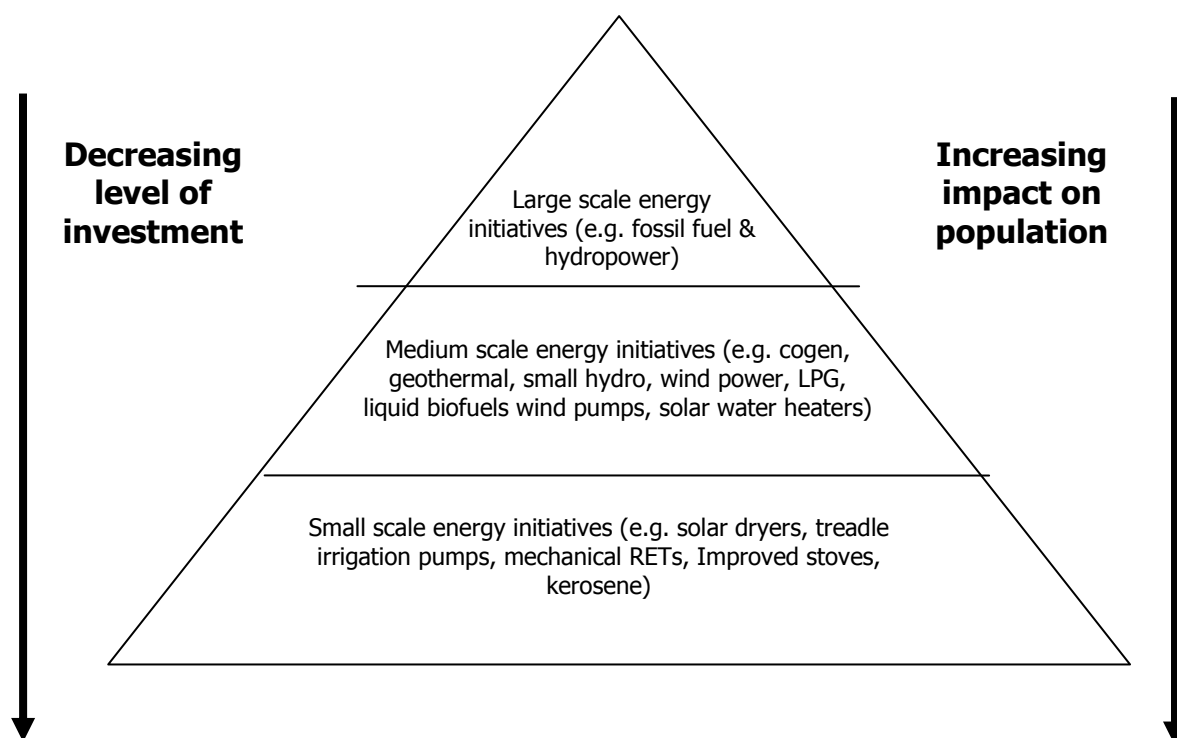 Decreasing
level of
investment
Increasing
impact on
population
Large scale energy
initiatives (e.g. fossil fuel &
hydropower)
Medium scale energy initiatives (e.g. cogen,
geothermal, small hydro, wind power, LPG,
liquid biofuels wind pumps, solar water heaters)
Small scale energy initiatives (e.g. solar dryers, treadle
irrigation pumps, mechanical RETs, Improved stoves,
kerosene)